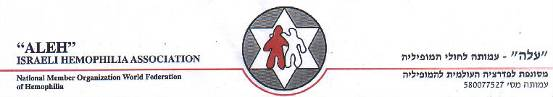 "ALEH"
ISRAELI HEMOPHILIA ASSOCIATION
National Member Organization World Federation
of Hemophilia
"עלה" - עמותה לחולי המופיליה
מסונפת לפדרציה העולמית להמופיליה
עמותה מס' 580077527